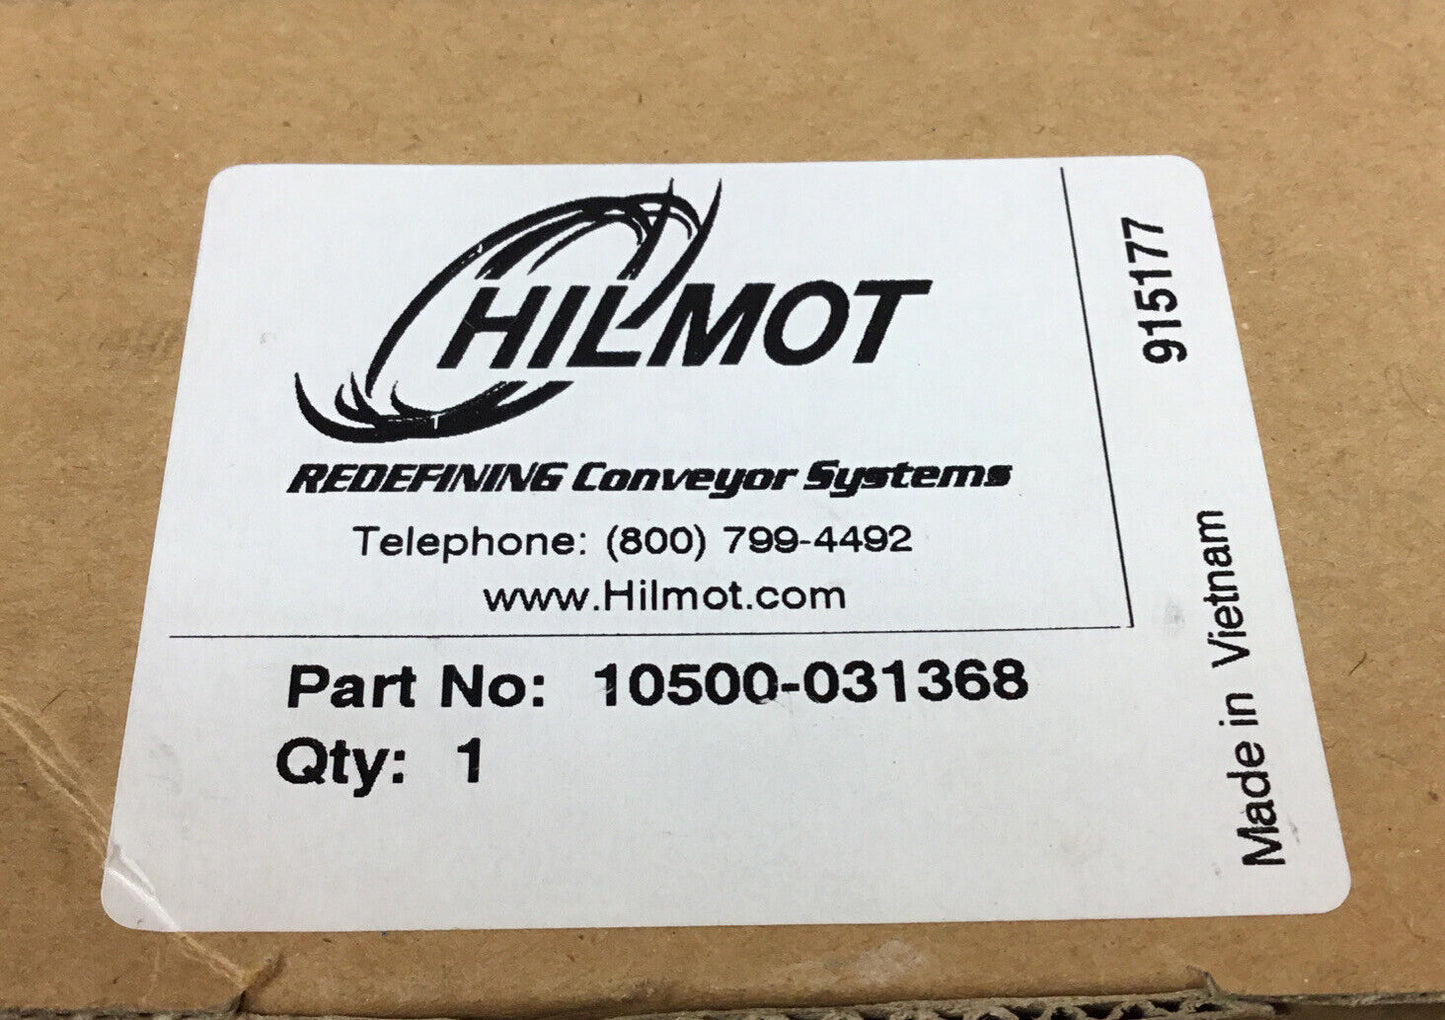 HILMOT
REDEFINING Conveyor Systems
Telephone: (800) 799-4492
www.Hilmot.com
Part No: 10500-031368
Qty: 1
915177
Made in Vietnam